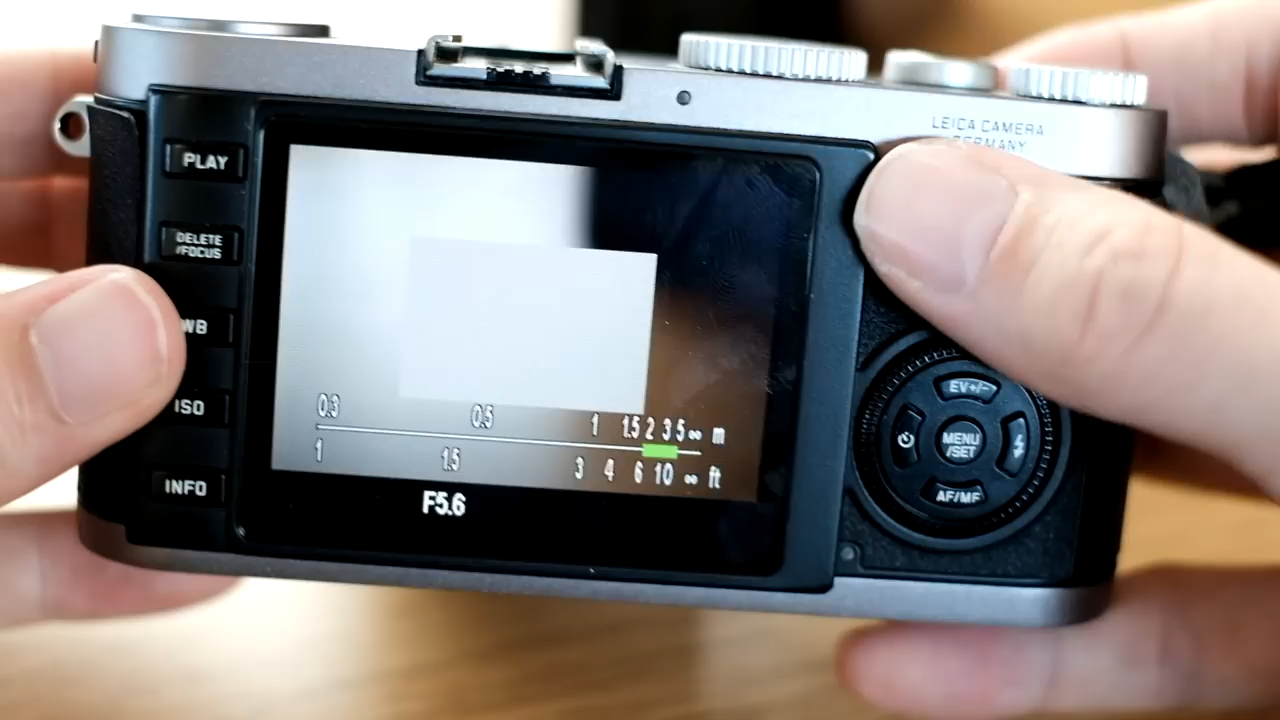 LEICA CAMERA
GERMANY
PLAY
DELETE
/FOCUS
WB
ISO
INFO
0.3 0.5 1 1.5 2 3 5 ∞ m
1 1.5 3 4 6 10 ∞ ft
F5.6
EV+/-
MENU
/SET
AF/MF